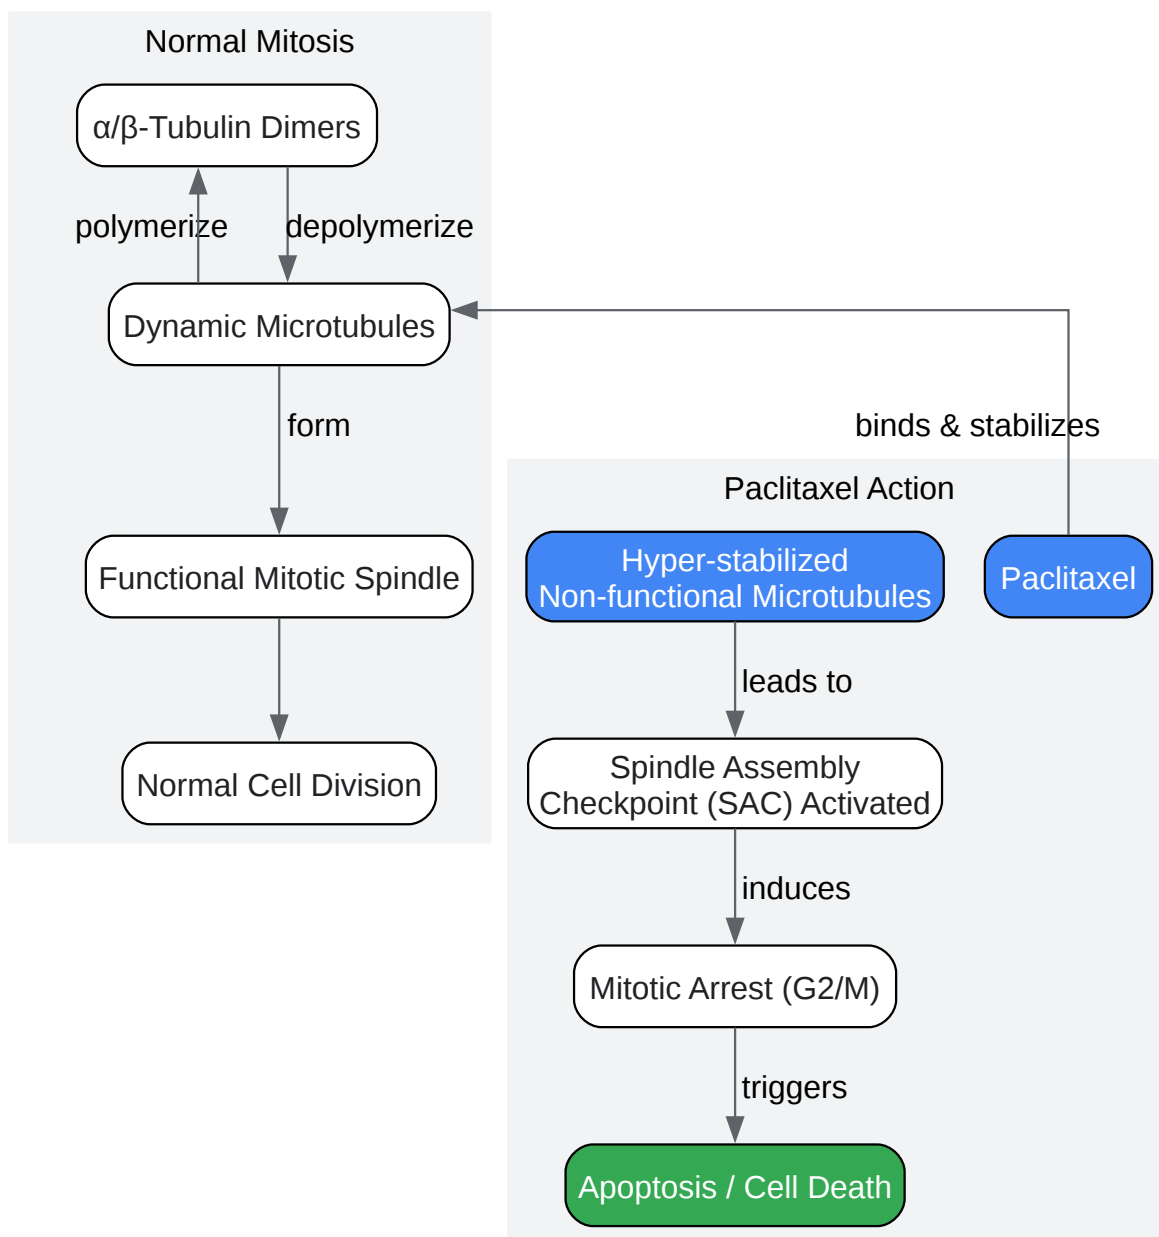 Normal Mitosis
α/β-Tubulin Dimers
polymerize
depolymerize
Dynamic Microtubules
form
binds & stabilizes
Functional Mitotic Spindle
Normal Cell Division
Paclitaxel Action
Hyper-stabilized
Non-functional Microtubules
Paclitaxel
leads to
Spindle Assembly
Checkpoint (SAC) Activated
induces
Mitotic Arrest (G2/M)
triggers
Apoptosis / Cell Death